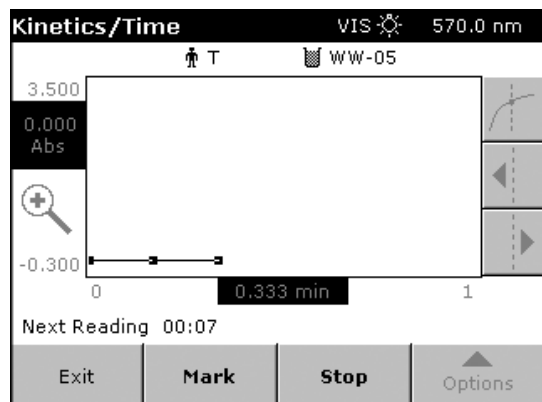 Kinetics/Time VIS 570.0 nm
T WW-05
3.500
0.000
Abs
-0.300
0 0.333 min 1
Next Reading 00:07
Exit Mark Stop Options